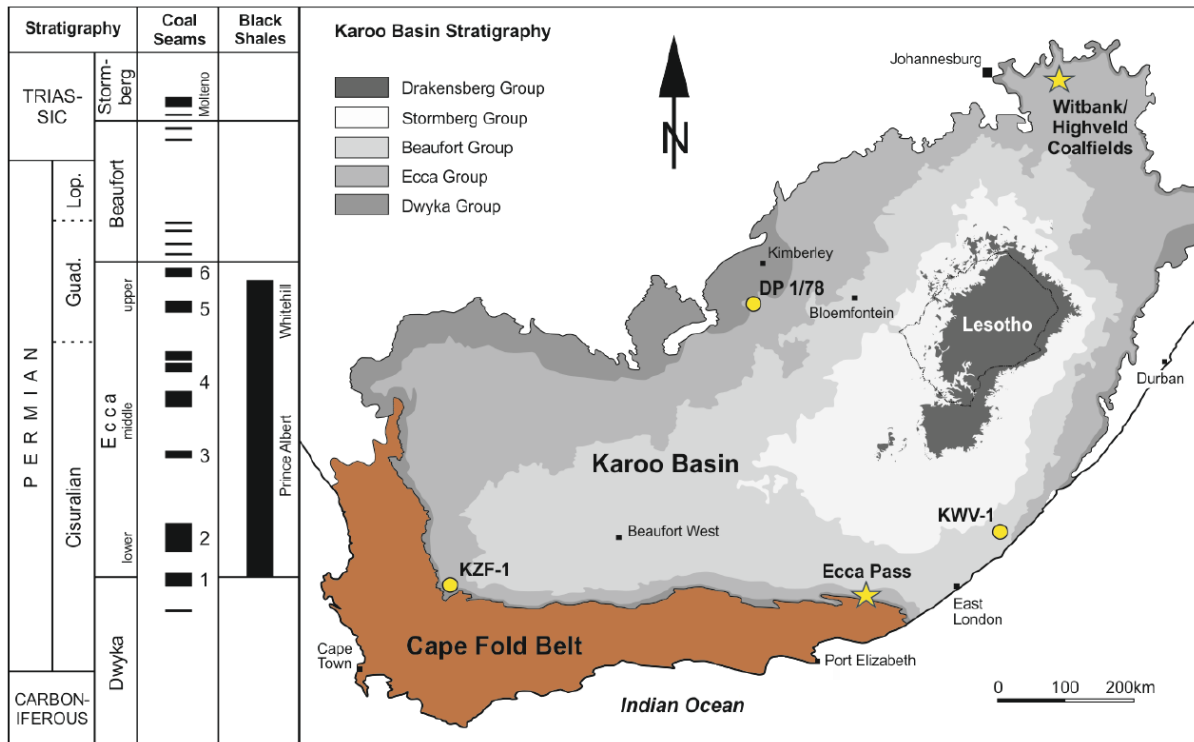 Stratigraphy
Coal
Seams
Black
Shales
TRIAS-
SIC
Storm-
berg
Molteno
Beaufort
PERMIAN
Lop.
Guad.
Cisuralian
Ecca
upper
middle
lower
6
5
4
3
2
1
Whitehill
Prince Albert
Dwyka
CARBON-
IFEROUS
Karoo Basin Stratigraphy
Drakensberg Group
Stormberg Group
Beaufort Group
Ecca Group
Dwyka Group
N
Johannesburg
Witbank/
Highveld
Coalfields
Kimberley
DP 1/78
Bloemfontein
Lesotho
Durban
Karoo Basin
KWV-1
Beaufort West
KZF-1
Ecca Pass
East
London
Cape Fold Belt
Cape
Town
Port Elizabeth
Indian Ocean
0 100 200km